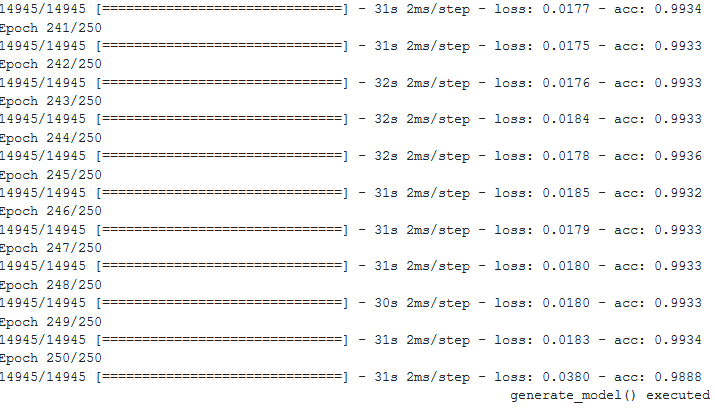 14945/14945 [==============================] - 31s 2ms/step - loss: 0.0177 - acc: 0.9934
Epoch 241/250
14945/14945 [==============================] - 31s 2ms/step - loss: 0.0175 - acc: 0.9933
Epoch 242/250
14945/14945 [==============================] - 32s 2ms/step - loss: 0.0176 - acc: 0.9933
Epoch 243/250
14945/14945 [==============================] - 32s 2ms/step - loss: 0.0184 - acc: 0.9933
Epoch 244/250
14945/14945 [==============================] - 32s 2ms/step - loss: 0.0178 - acc: 0.9936
Epoch 245/250
14945/14945 [==============================] - 31s 2ms/step - loss: 0.0185 - acc: 0.9932
Epoch 246/250
14945/14945 [==============================] - 31s 2ms/step - loss: 0.0179 - acc: 0.9933
Epoch 247/250
14945/14945 [==============================] - 31s 2ms/step - loss: 0.0180 - acc: 0.9933
Epoch 248/250
14945/14945 [==============================] - 30s 2ms/step - loss: 0.0180 - acc: 0.9933
Epoch 249/250
14945/14945 [==============================] - 31s 2ms/step - loss: 0.0183 - acc: 0.9934
Epoch 250/250
14945/14945 [==============================] - 31s 2ms/step - loss: 0.0380 - acc: 0.9888
generate_model() executed